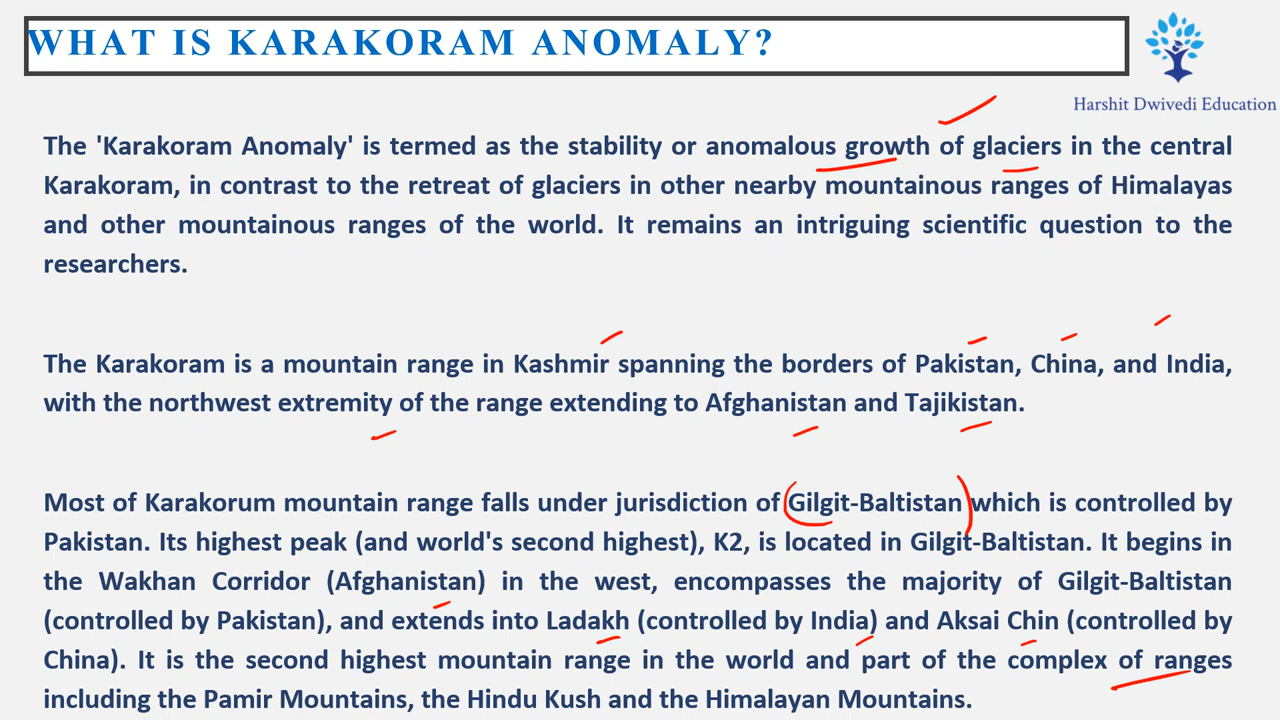 WHAT IS KARAKORAM ANOMALY?
Harshit Dwivedi Education
The 'Karakoram Anomaly' is termed as the stability or anomalous growth of glaciers in the central
Karakoram, in contrast to the retreat of glaciers in other nearby mountainous ranges of Himalayas
and other mountainous ranges of the world. It remains an intriguing scientific question to the
researchers.
The Karakoram is a mountain range in Kashmir spanning the borders of Pakistan, China, and India,
with the northwest extremity of the range extending to Afghanistan and Tajikistan.
Most of Karakorum mountain range falls under jurisdiction of Gilgit-Baltistan which is controlled by
Pakistan. Its highest peak (and world's second highest), K2, is located in Gilgit-Baltistan. It begins in
the Wakhan Corridor (Afghanistan) in the west, encompasses the majority of Gilgit-Baltistan
(controlled by Pakistan), and extends into Ladakh (controlled by India) and Aksai Chin (controlled by
China). It is the second highest mountain range in the world and part of the complex of ranges
including the Pamir Mountains, the Hindu Kush and the Himalayan Mountains.